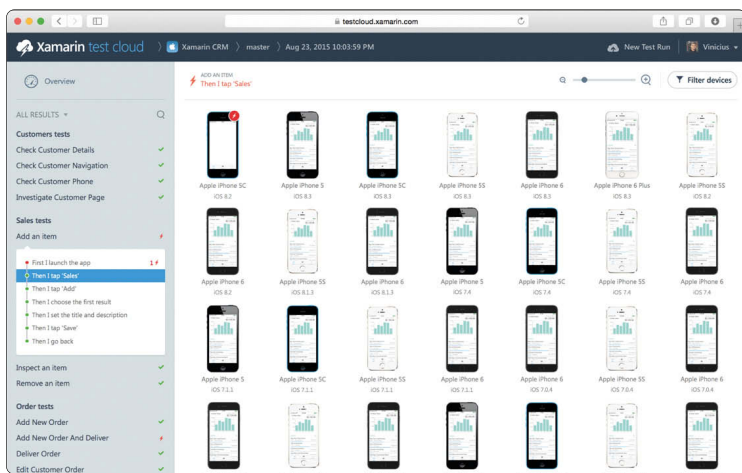 testcloud.xamarin.com
Xamarin test cloud
Xamarin CRM
master
Aug 23, 2015 10:03:59 PM
New Test Run
Vinicius
Overview
ADD AN ITEM
Then I tap 'Sales'
Filter devices
ALL RESULTS
Customers tests
Check Customer Details
Check Customer Navigation
Check Customer Phone
Investigate Customer Page
Sales tests
Add an item
First I launch the app 1
Then I tap 'Sales'
Then I tap 'Add'
Then I choose the first result
Then I set the title and description
Then I tap 'Save'
Then I go back
Inspect an item
Remove an item
Order tests
Add New Order
Add New Order And Deliver
Deliver Order
Edit Customer Order
Apple iPhone 5C Apple iPhone 5 Apple iPhone 5C Apple iPhone 5S Apple iPhone 6 Apple iPhone 6 Plus Apple iPhone 5S
iOS 8.2 iOS 8.3 iOS 8.3 iOS 8.3 iOS 8.3 iOS 8.3 iOS 8.2
Apple iPhone 6 Apple iPhone 5S Apple iPhone 6 Apple iPhone 5 Apple iPhone 5C Apple iPhone 5S Apple iPhone 6
iOS 8.2 iOS 8.1.3 iOS 8.1.3 iOS 7.4 iOS 7.4 iOS 7.4 iOS 7.4
Apple iPhone 5 Apple iPhone 5C Apple iPhone 5S Apple iPhone 6 Apple iPhone 6 Apple iPhone 5S Apple iPhone 6
iOS 7.1.1 iOS 7.1.1 iOS 7.1.1 iOS 7.1.1 iOS 7.0.4 iOS 7.0.4 iOS 7.0.4